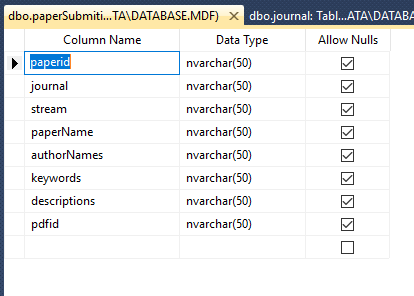 dbo.paperSubmiti...TA\DATABASE.MDF)
dbo.journal: Tabl...ATA\DATAB
Column Name Data Type Allow Nulls
paperid nvarchar(50)
journal nvarchar(50)
stream nvarchar(50)
paperName nvarchar(50)
authorNames nvarchar(50)
keywords nvarchar(50)
descriptions nvarchar(50)
pdfid nvarchar(50)